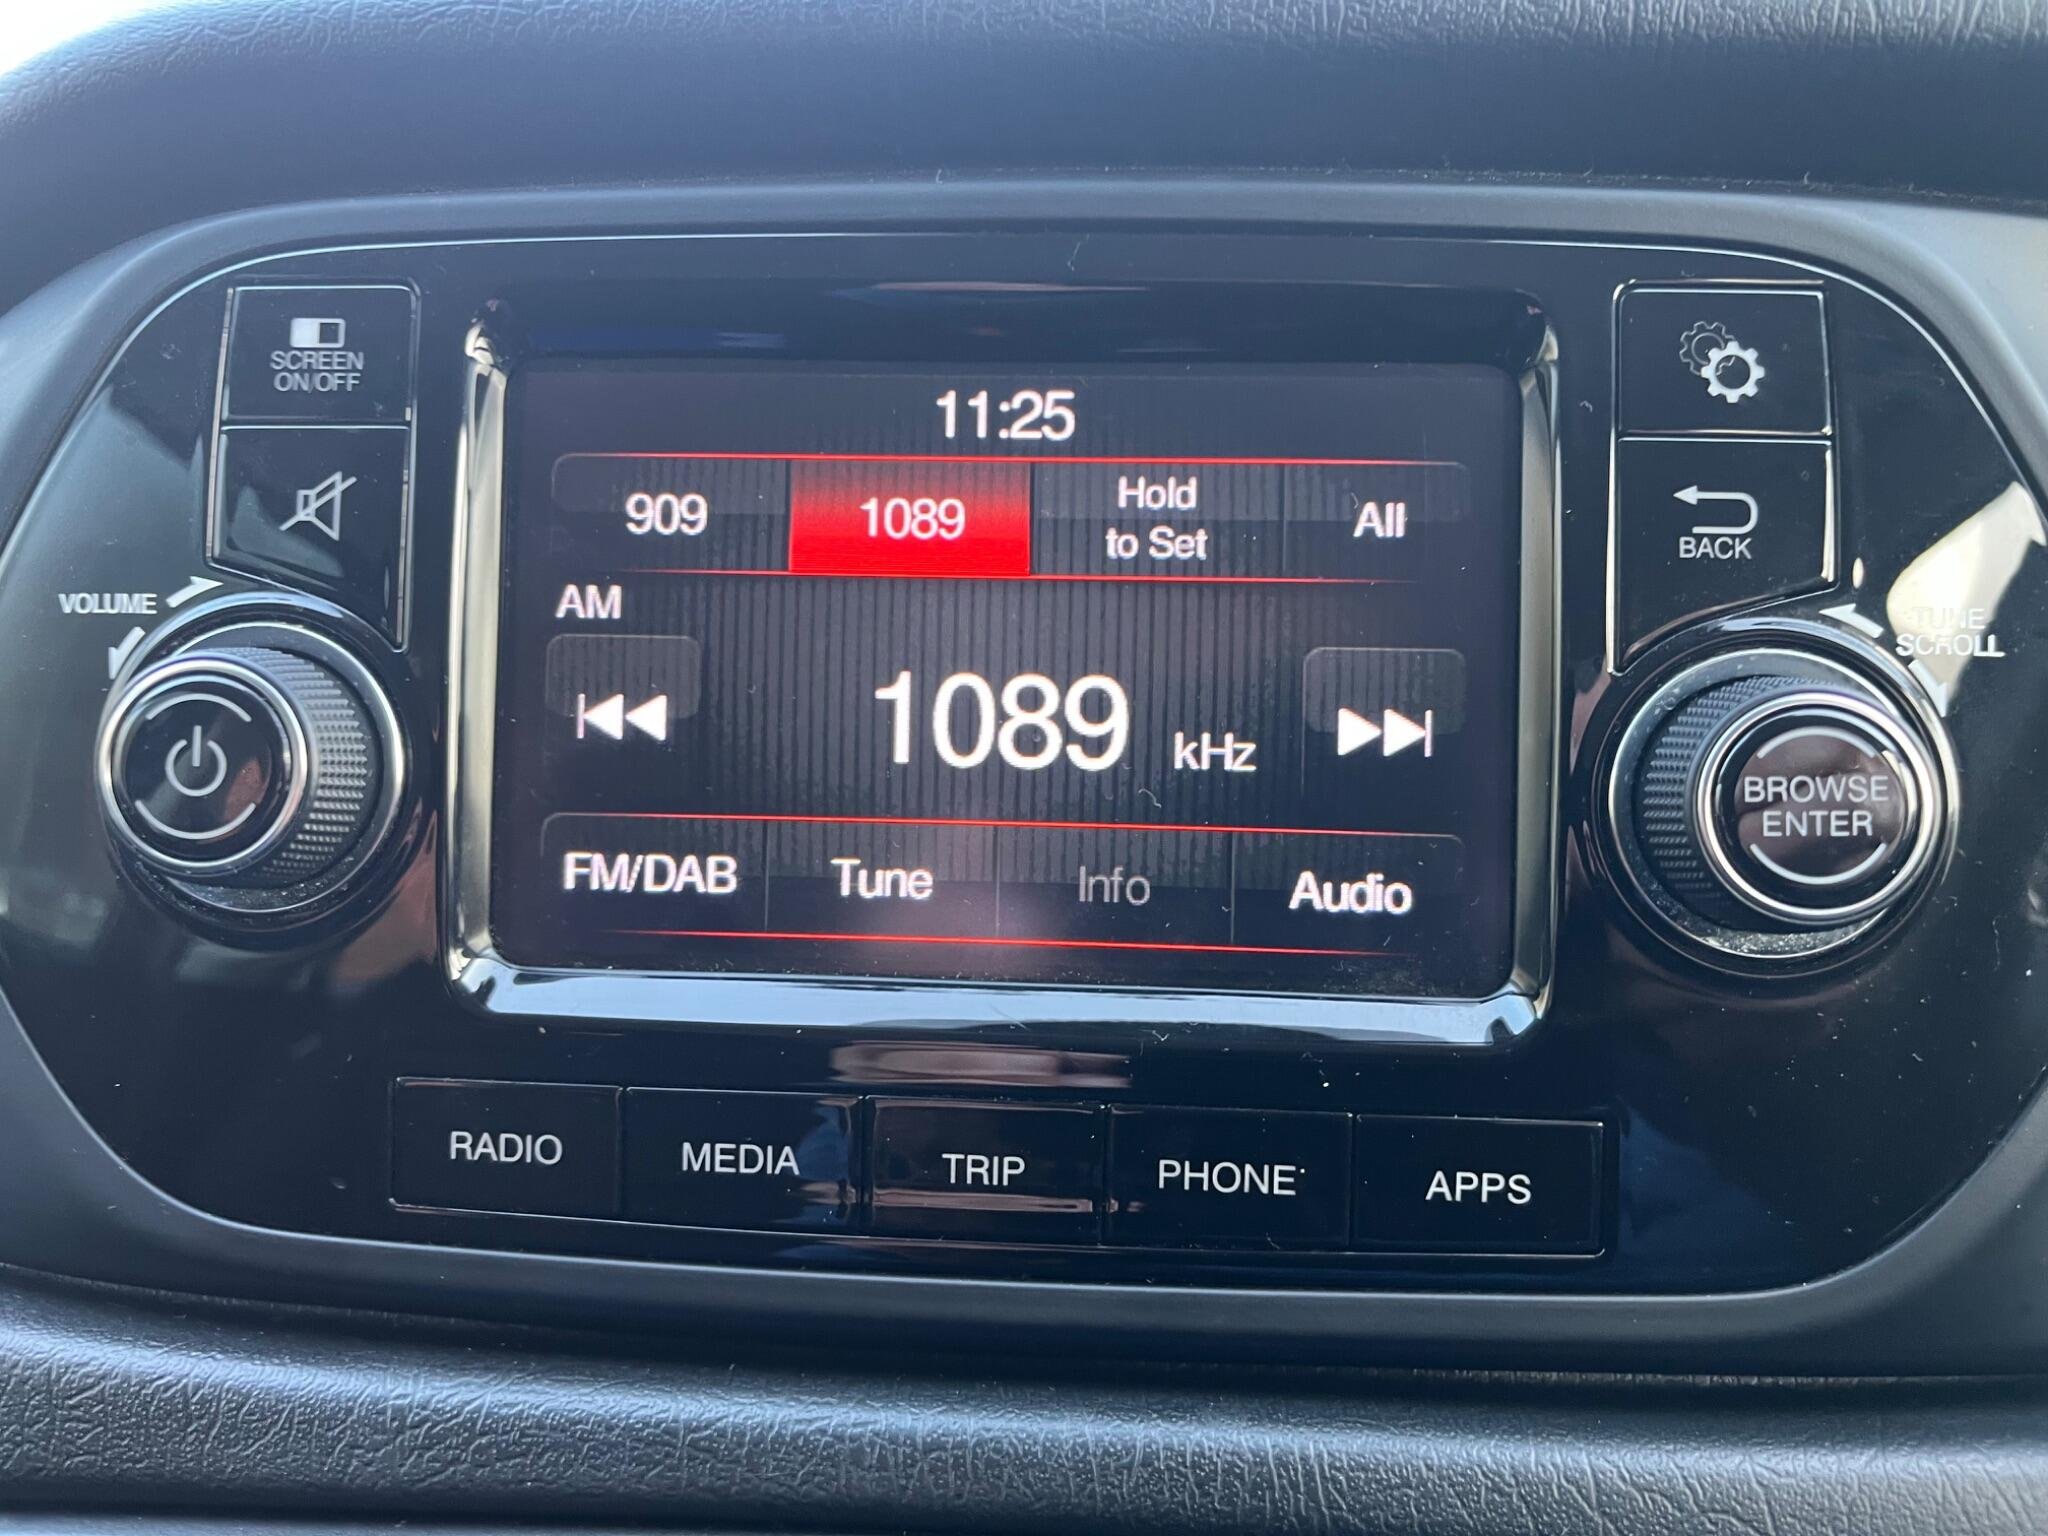 SCREEN
ON/OFF
VOLUME
11:25
909 1089 Hold to Set All
AM
1089 kHz
FM/DAB Tune Info Audio
BACK
TUNE
SCROLL
BROWSE
ENTER
RADIO MEDIA TRIP PHONE APPS